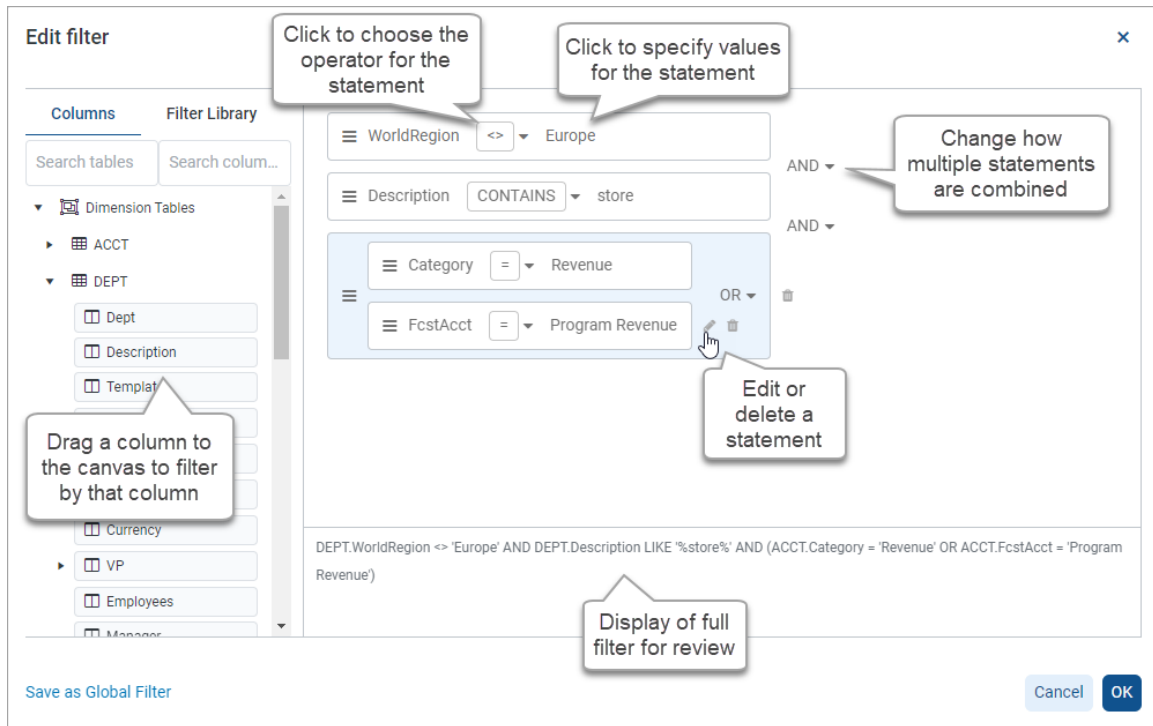 Edit filter
Click to choose the
operator for the
statement
Click to specify values
for the statement
Columns
Filter Library
Search tables
Search colum...
Dimension Tables
ACCT
DEPT
Dept
Description
Templat
Drag a column to
the canvas to filter
by that column
Currency
VP
Employees
Manager
WorldRegion <> Europe
AND
Change how
multiple statements
are combined
Description CONTAINS store
AND
Category = Revenue
OR
FcstAcct = Program Revenue
Edit or
delete a
statement
DEPT.WorldRegion <> 'Europe' AND DEPT.Description LIKE '%store%' AND (ACCT.Category = 'Revenue' OR ACCT.FcstAcct = 'Program
Revenue')
Display of full
filter for review
Save as Global Filter
Cancel
OK